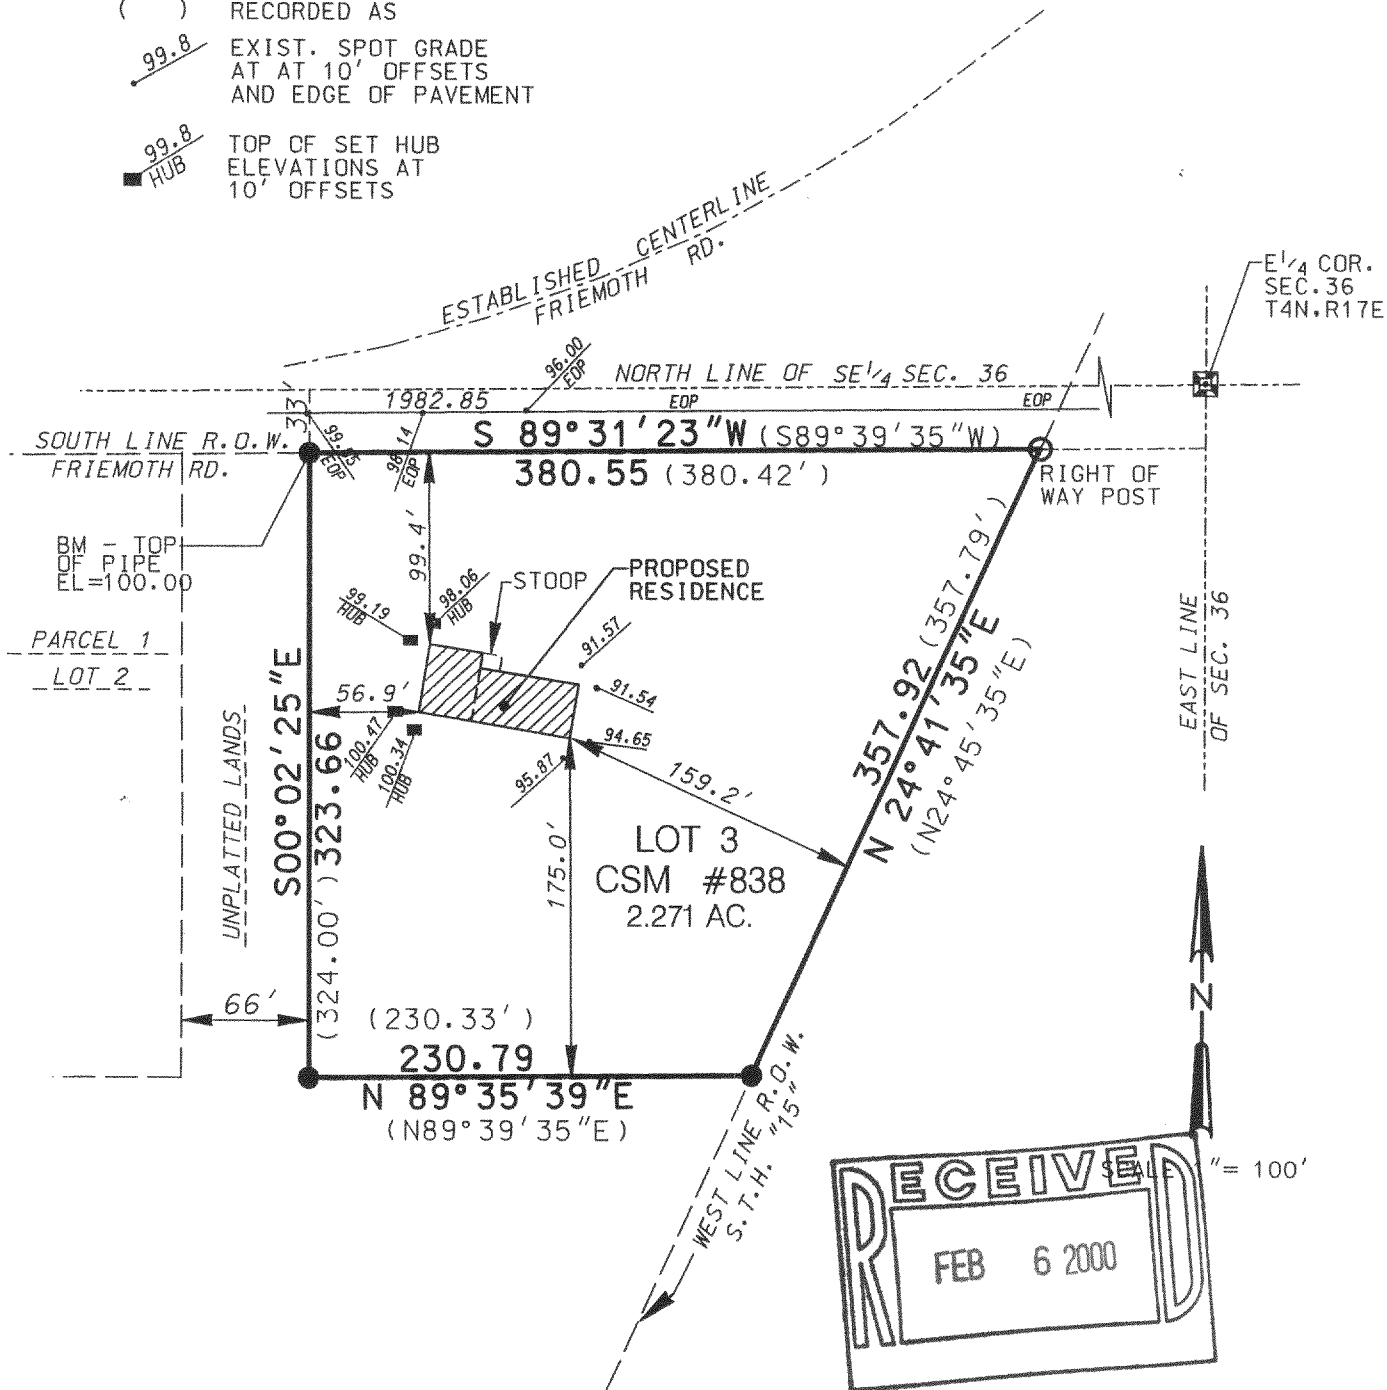 ( ) RECORDED AS
99.8
EXIST. SPOT GRADE
AT AT 10' OFFSETS
AND EDGE OF PAVEMENT
99.8
HUB
TOP OF SET HUB
ELEVATIONS AT
10' OFFSETS
ESTABLISHED CENTERLINE
FRIEMOTH RD.
E1/4 COR.
SEC.36
T4N.R17E
96.00
EOP
NORTH LINE OF SE1/4 SEC. 36
33'
1982.85
EOP
EOP
SOUTH LINE R.O.W.
FRIEMOTH RD.
EOP
98.14
EOP
S 89°31'23"W (S89°39'35"W)
380.55 (380.42')
RIGHT OF
WAY POST
BM - TOP
OF PIPE
EL=100.00
99.4'
STOOP
PROPOSED
RESIDENCE
99.19
HUB
98.06
HUB
91.57
91.54
94.65
95.87
PARCEL 1
LOT 2
56.9'
100.47
HUB
100.34
HUB
UNPLATTED LANDS
S00°02'25"E
323.66
(324.00')
159.2'
175.0'
357.92 (357.79')
N 24°41'35"E
(N24°45'35"E)
EAST LINE
OF SEC. 36
LOT 3
CSM #838
2.271 AC.
66'
(230.33')
230.79
N 89°35'39"E
(N89°39'35"E)
WEST LINE R.O.W.
S.T.H. "15"
N
SCALE "= 100'
RECEIVED
FEB 6 2000